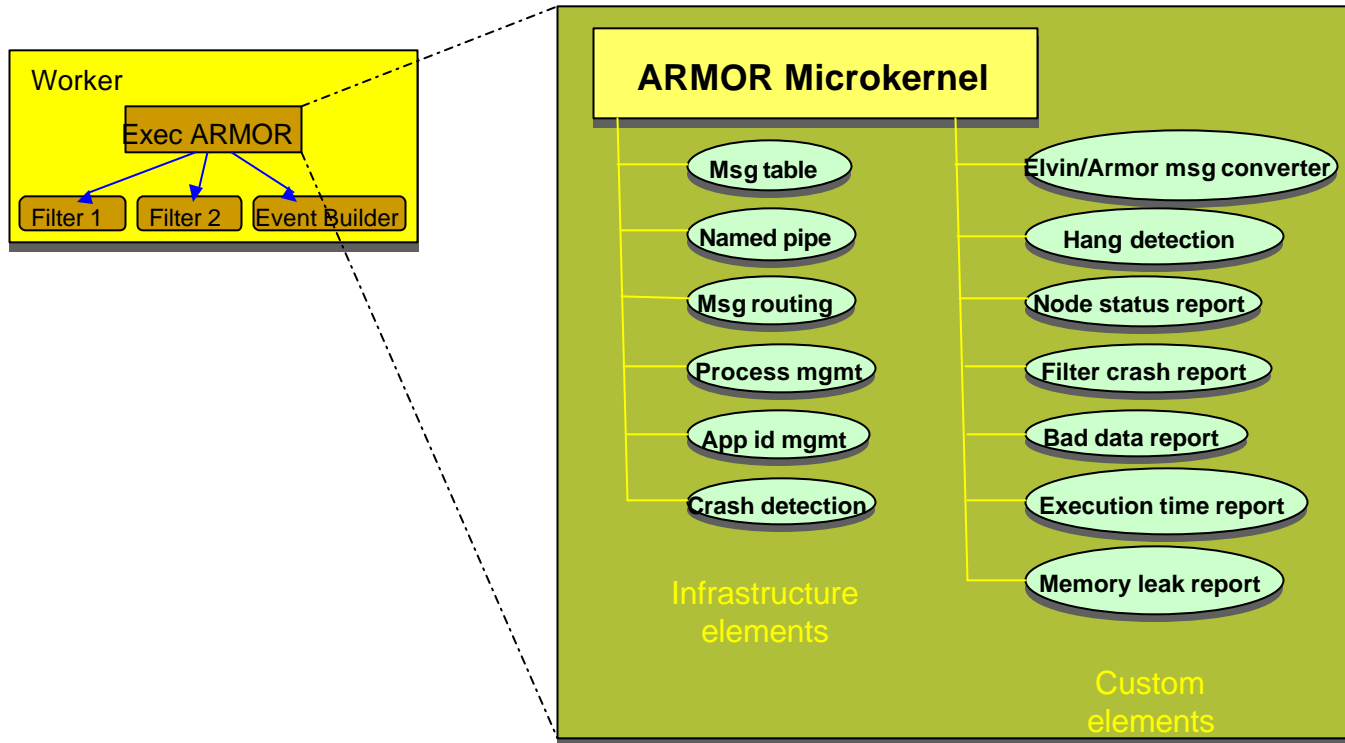 Worker
Exec ARMOR
Filter 1
Filter 2
Event Builder
ARMOR Microkernel
Msg table
Named pipe
Msg routing
Process mgmt
App id mgmt
Crash detection
Infrastructure
elements
Elvin/Armor msg converter
Hang detection
Node status report
Filter crash report
Bad data report
Execution time report
Memory leak report
Custom
elements